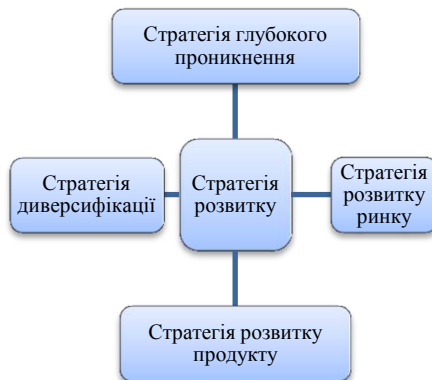 Стратегія глубокого
проникнення
Стратегія
диверсифікації
Стратегія
розвитку
Стратегія
розвитку
ринку
Стратегія розвитку
продукту